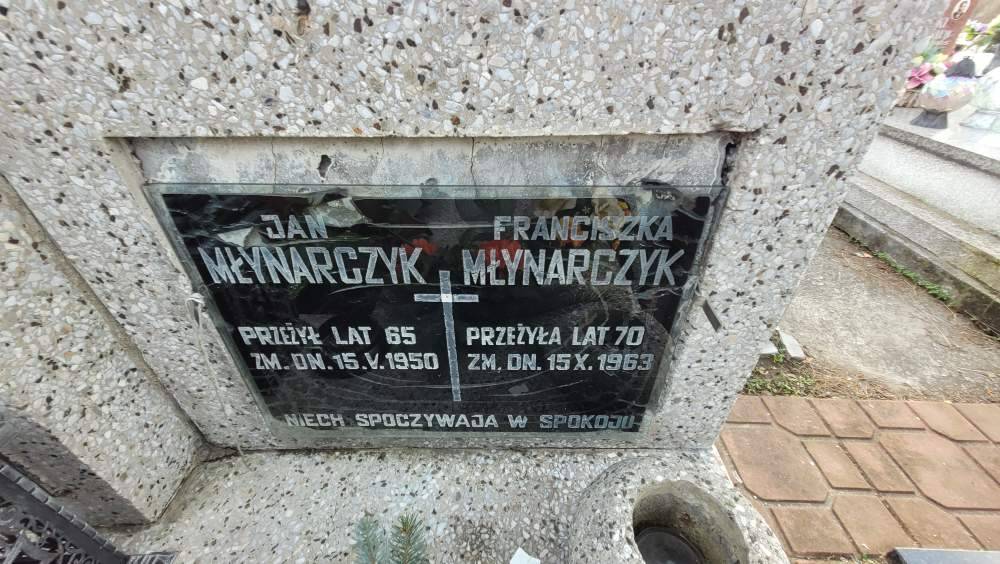 JAN
MŁYNARCZYK
PRZEŻYŁ LAT 65
ZM. DN. 15.V.1950
FRANCISZKA
MŁYNARCZYK
PRZEŻYŁA LAT 70
ZM. DN. 15 X. 1963
NIECH SPOCZYWAJA W SPOKOJU